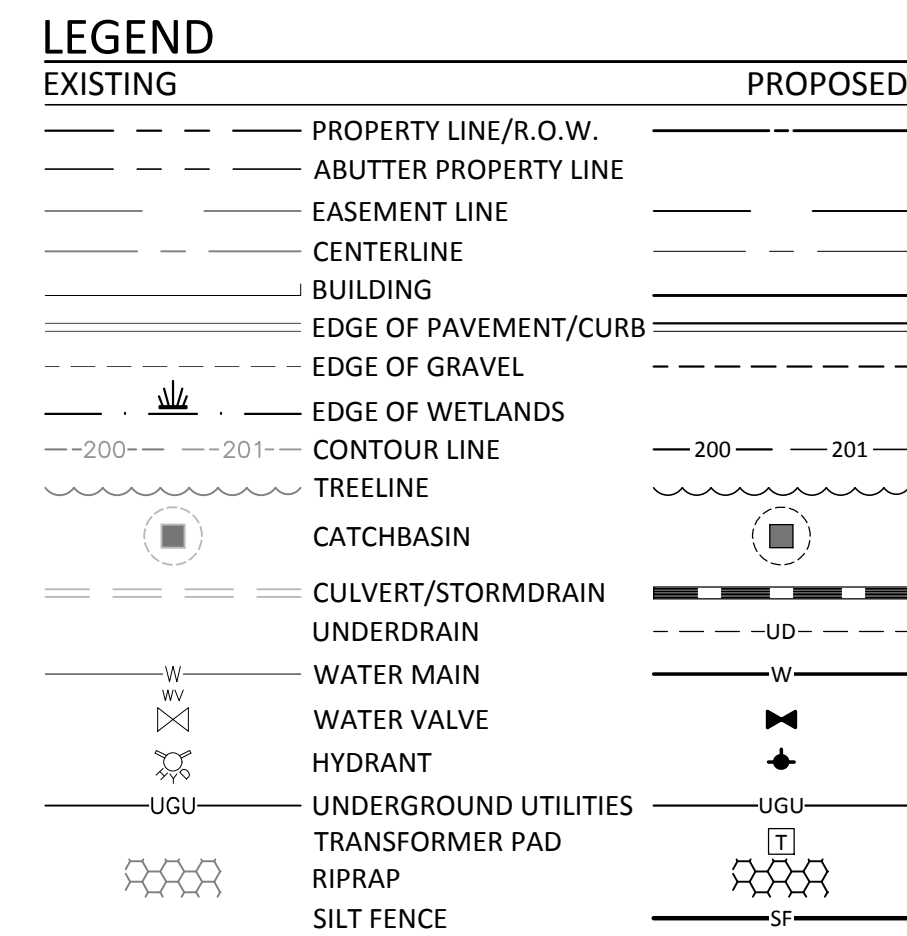 LEGEND
EXISTING PROPOSED
PROPERTY LINE/R.O.W.
ABUTTER PROPERTY LINE
EASEMENT LINE
CENTERLINE
BUILDING
EDGE OF PAVEMENT/CURB
EDGE OF GRAVEL
EDGE OF WETLANDS
200 201 CONTOUR LINE 200 201
TREELINE
CATCHBASIN
CULVERT/STORMDRAIN
UNDERDRAIN UD
W WATER MAIN W
WV WATER VALVE
HYD HYDRANT
UGU UNDERGROUND UTILITIES UGU
TRANSFORMER PAD T
RIPRAP
SILT FENCE SF